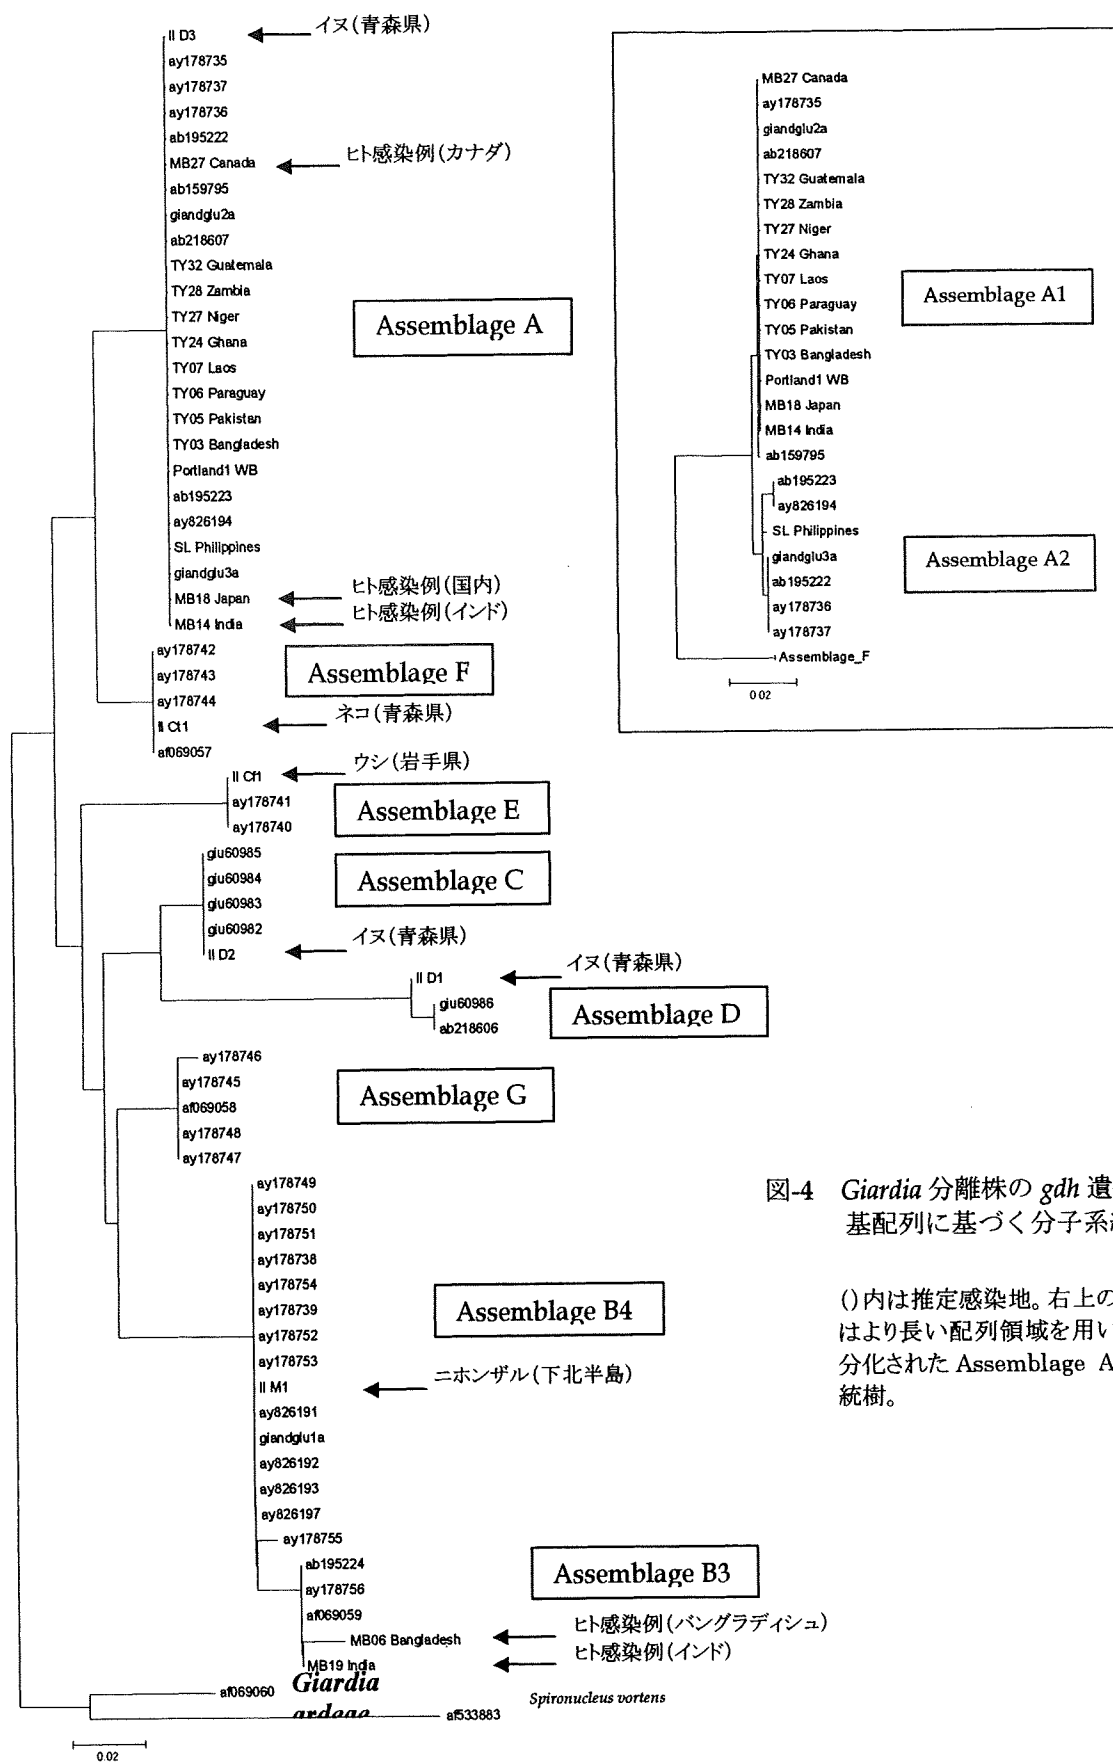 II D3
イヌ(青森県)
ay178735
ay178737
ay178736
ab195222
MB27 Canada
ヒト感染例(カナダ)
ab159795
giandglu2a
ab218607
TY32 Guatemala
TY28 Zambia
TY27 Niger
TY24 Ghana
TY07 Laos
TY06 Paraguay
TY05 Pakistan
TY03 Bangladesh
Portland1 WB
ab195223
ay826194
SL Philippines
giandglu3a
MB18 Japan
ヒト感染例(国内)
MB14 India
ヒト感染例(インド)
Assemblage A
ay178742
ay178743
ay178744
II Ct1
ネコ(青森県)
af069057
Assemblage F
II Cf1
ウシ(岩手県)
ay178741
ay178740
Assemblage E
giu60985
giu60984
giu60983
giu60982
II D2
イヌ(青森県)
Assemblage C
II D1
イヌ(青森県)
giu60986
ab218606
Assemblage D
ay178746
ay178745
af069058
ay178748
ay178747
Assemblage G
ay178749
ay178750
ay178751
ay178738
ay178754
ay178739
ay178752
ay178753
II M1
ニホンザル(下北半島)
ay826191
giandglu1a
ay826192
ay826193
ay826197
ay178755
Assemblage B4
ab195224
ay178756
af069059
MB06 Bangladesh
ヒト感染例(バングラディシュ)
MB19 India
ヒト感染例(インド)
Assemblage B3
af069060
Giardia
ardeae
af533883
Spironucleus vortens
0.02
MB27 Canada
ay178735
giandglu2a
ab218607
TY32 Guatemala
TY28 Zambia
TY27 Niger
TY24 Ghana
TY07 Laos
TY06 Paraguay
TY05 Pakistan
TY03 Bangladesh
Portland1 WB
MB18 Japan
MB14 India
ab159795
Assemblage A1
ab195223
ay826194
SL Philippines
giandglu3a
ab195222
ay178736
ay178737
Assemblage A2
Assemblage_F
0.02
図-4 Giardia 分離株の gdh 遺
基配列に基づく分子系
()内は推定感染地。右上の
はより長い配列領域を用い
分化された Assemblage A
統樹。